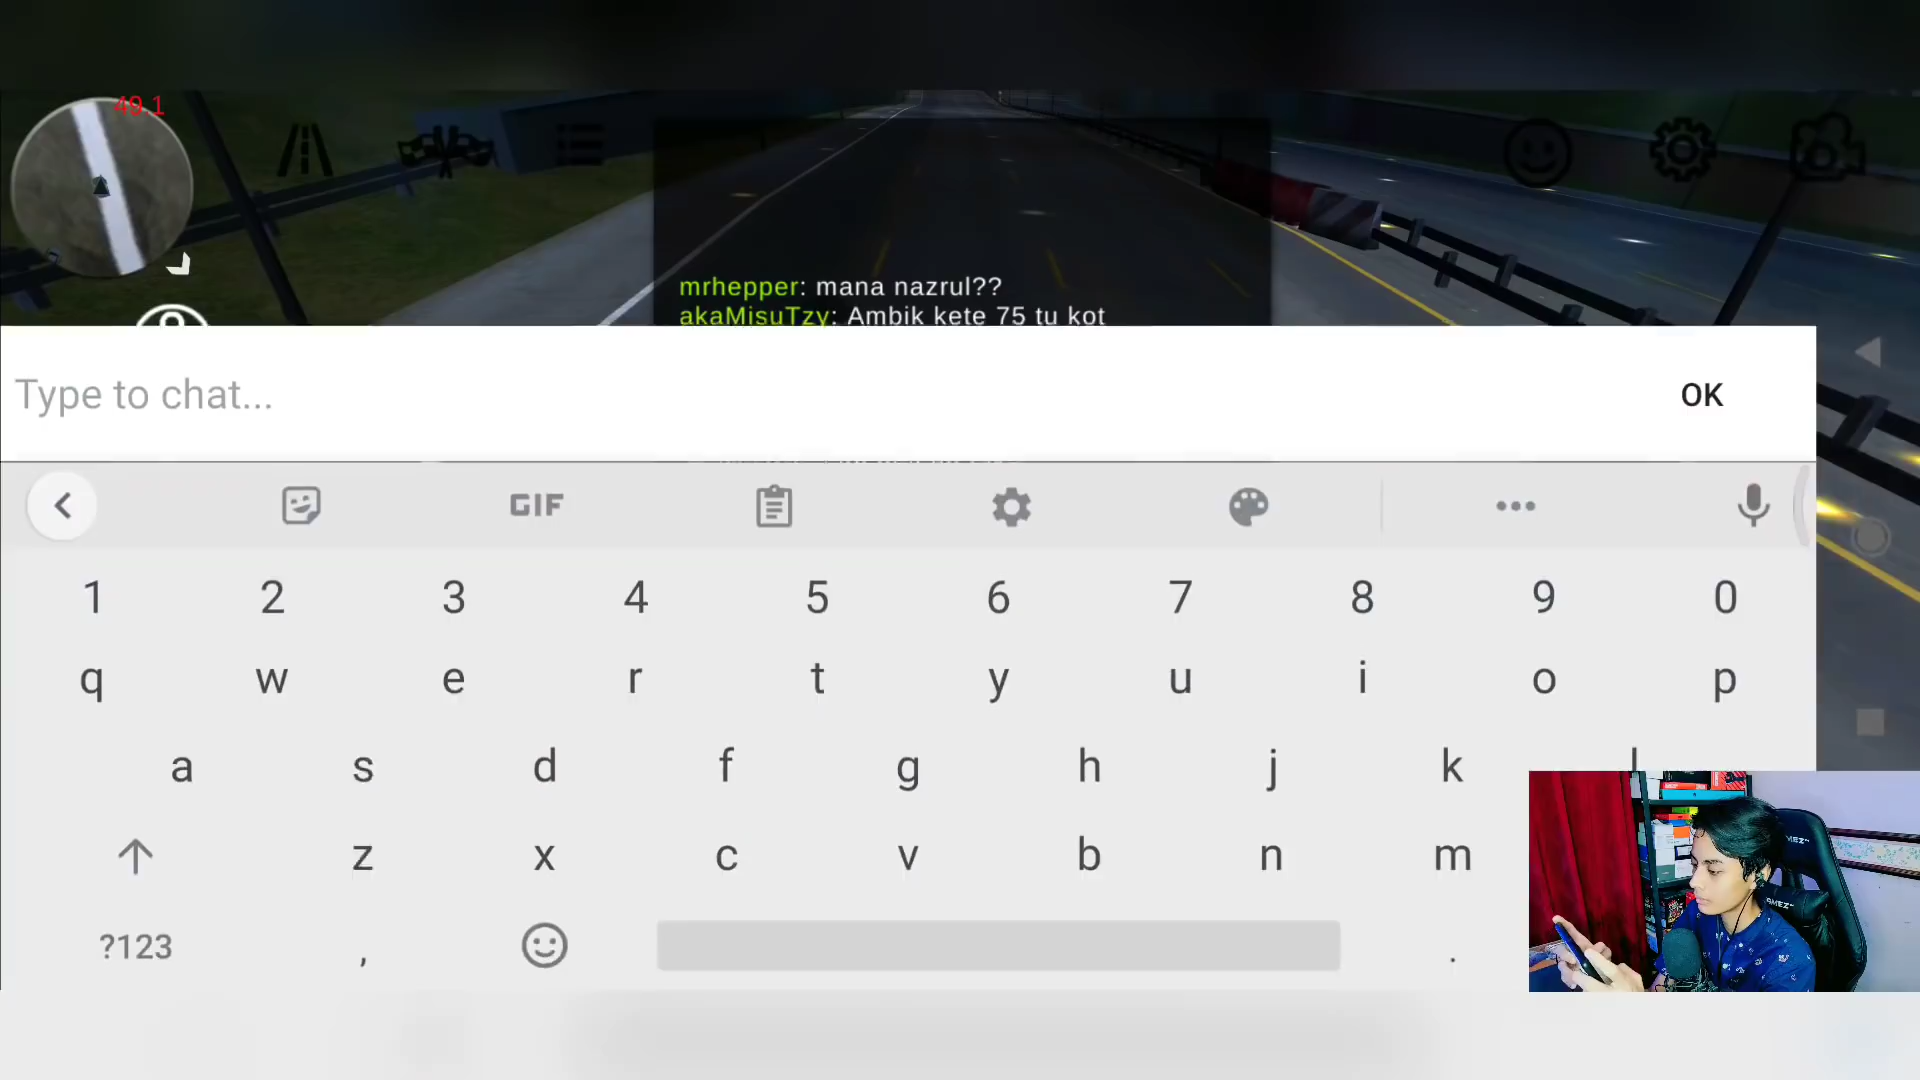 49.1
mrhepper: mana nazrul??
akaMisuTzy: Ambik kete 75 tu kot
Type to chat...
OK
GIF
1 2 3 4 5 6 7 8 9 0
q w e r t y u i o p
a s d f g h j k l
z x c v b n m
?123 , .